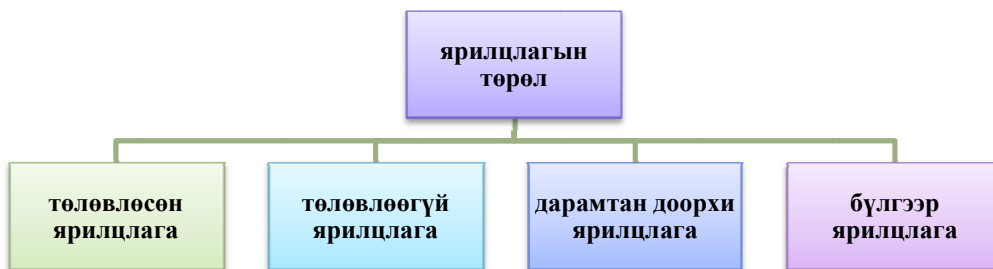 ярилцлагын
төрөл
төлөвлөсөн
ярилцлага
төлөвлөөгүй
ярилцлага
дарамтан доорхи
ярилцлага
бүлгээр
ярилцлага